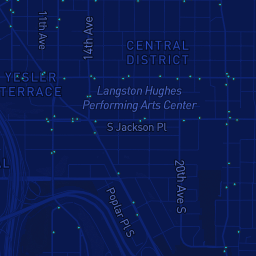 11th Ave
14th Ave
CENTRAL
DISTRICT
YESLER
TERRACE
Langston Hughes
Performing Arts Center
S Jackson Pl
AL
20th Ave S
Poplar Pl S